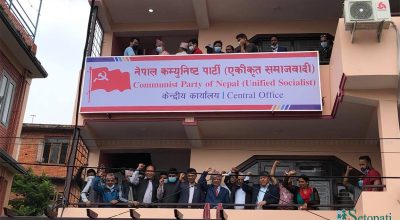 नेपाल कम्युनिष्ट पार्टी (एकीकृत समाजवादी)
Communist Party of Nepal (Unified Socialist)
केन्द्रीय कार्यालय | Central Office
Setopati